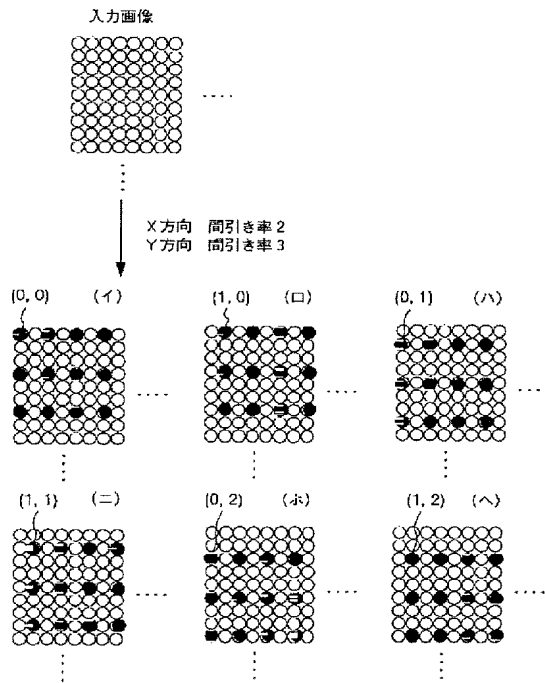 入力画像
X方向 間引き率2
Y方向 間引き率3
(0, 0) (イ)
(1, 0) (ロ)
(0, 1) (ハ)
(1, 1) (ニ)
(0, 2) (ホ)
(1, 2) (ヘ)